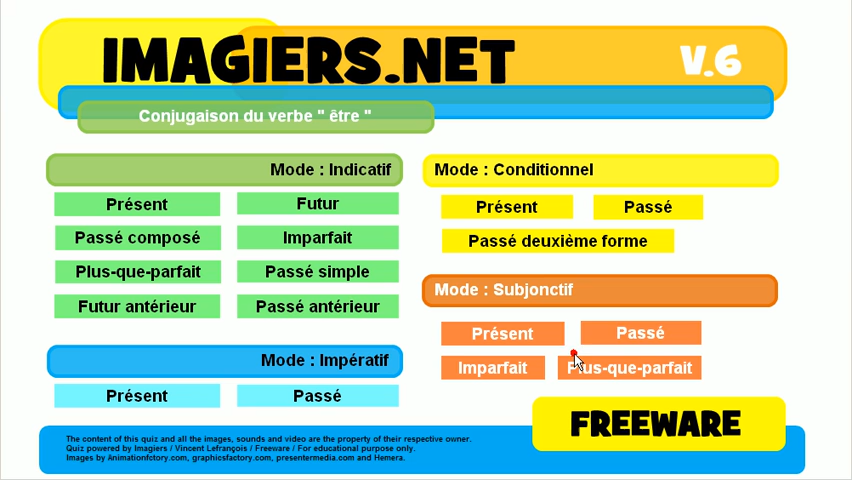 IMAGIERS.NET
V.6
Conjugaison du verbe " être "
Mode : Indicatif
Présent
Futur
Passé composé
Imparfait
Plus-que-parfait
Passé simple
Futur antérieur
Passé antérieur
Mode : Impératif
Présent
Passé
Mode : Conditionnel
Présent
Passé
Passé deuxième forme
Mode : Subjonctif
Présent
Passé
Imparfait
Plus-que-parfait
FREEWARE
The content of this quiz and all the images, sounds and video are the property of their respective owner.
Quiz powered by Imagiers / Vincent Lefrançois / Freeware / For educational purpose only.
Images by Animationfctory.com, graphicsfactory.com, presentermedia.com and Hemera.